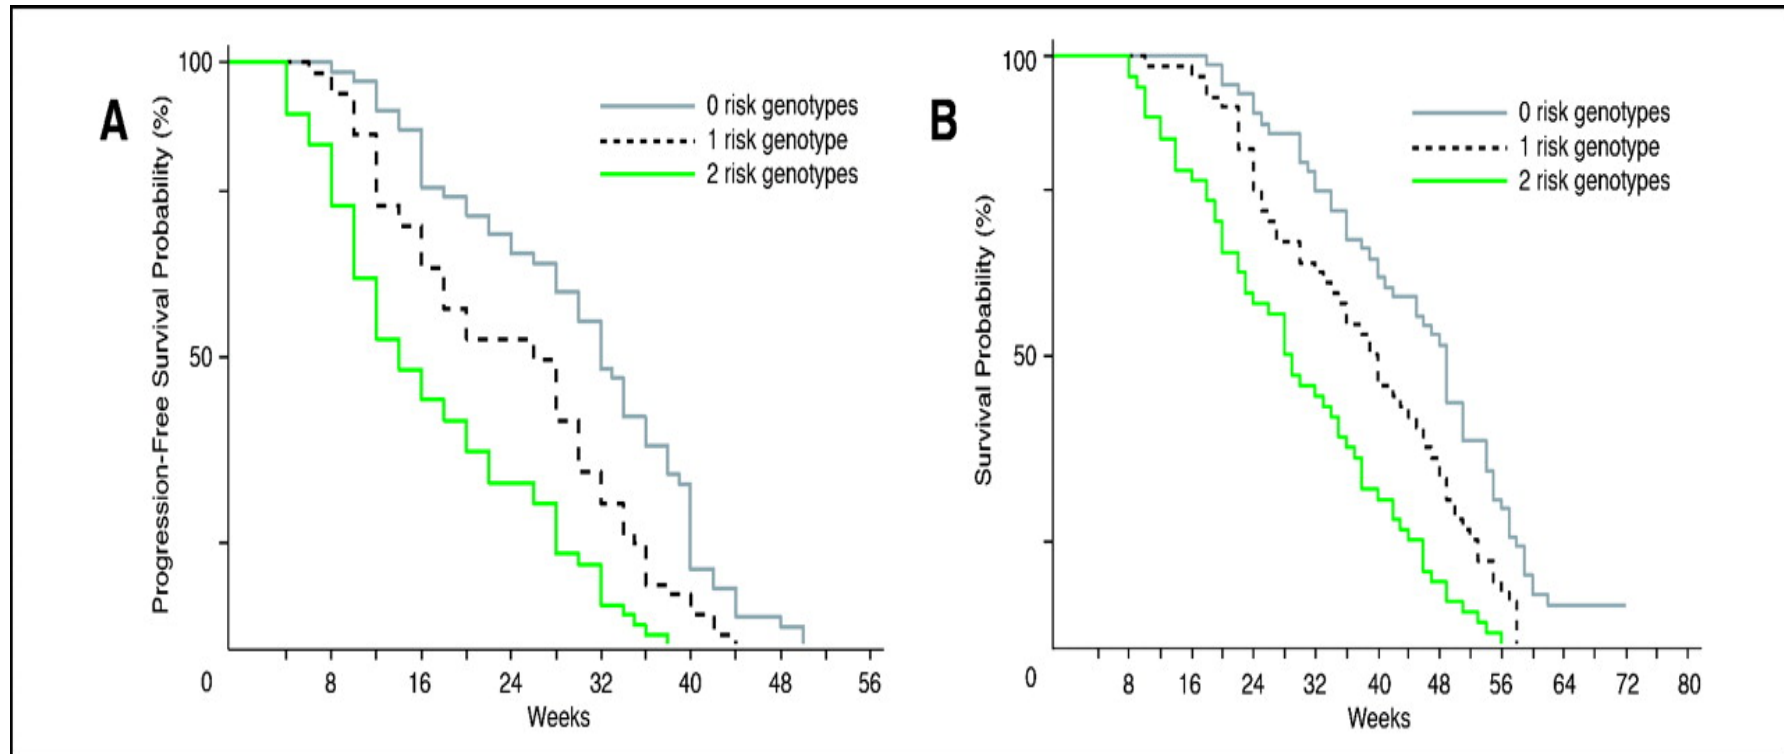 A
Progression-Free Survival Probability (%)
100
50
0
0 risk genotypes
1 risk genotype
2 risk genotypes
8 16 24 32 40 48 56
Weeks
B
Survival Probability (%)
100
50
0
0 risk genotypes
1 risk genotype
2 risk genotypes
8 16 24 32 40 48 56 64 72 80
Weeks